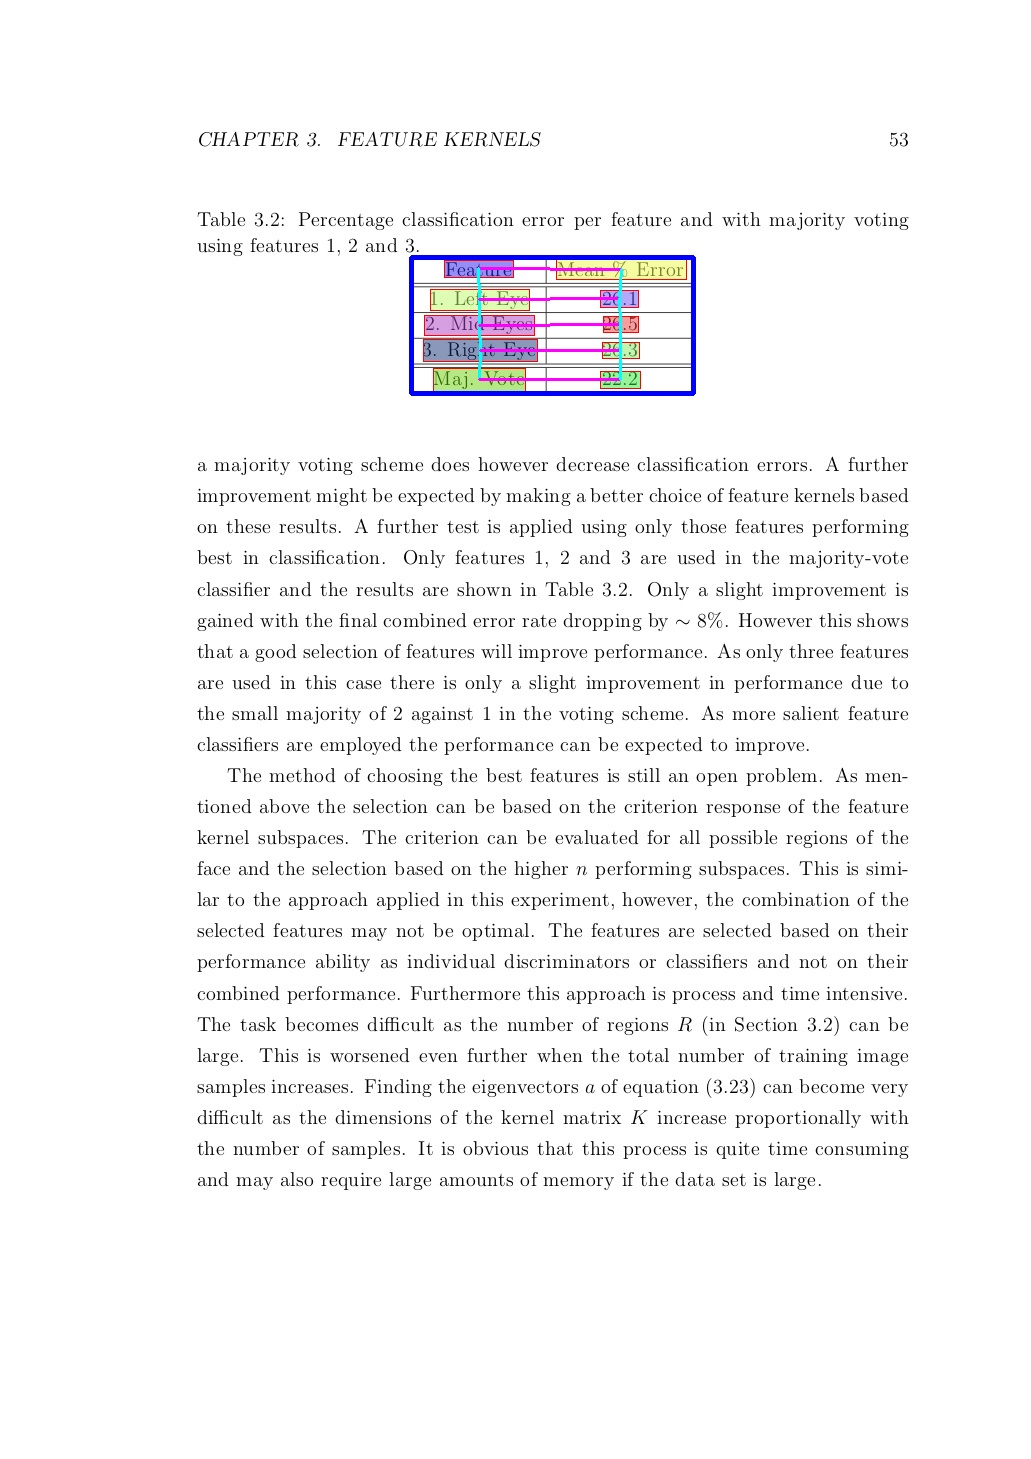 CHAPTER 3. FEATURE KERNELS 53
Table 3.2: Percentage classification error per feature and with majority voting
using features 1, 2 and 3.
Feature Mean % Error
1. Left Eye
2. Mid Eyes
3. Right Eye
Maj. Vote 22.2
a majority voting scheme does however decrease classification errors. A further
improvement might be expected by making a better choice of feature kernels based
on these results. A further test is applied using only those features performing
best in classification. Only features 1, 2 and 3 are used in the majority-vote
classifier and the results are shown in Table 3.2. Only a slight improvement is
gained with the final combined error rate dropping by ∼ 8%. However this shows
that a good selection of features will improve performance. As only three features
are used in this case there is only a slight improvement in performance due to
the small majority of 2 against 1 in the voting scheme. As more salient feature
classifiers are employed the performance can be expected to improve.
The method of choosing the best features is still an open problem. As men-
tioned above the selection can be based on the criterion response of the feature
kernel subspaces. The criterion can be evaluated for all possible regions of the
face and the selection based on the higher n performing subspaces. This is simi-
lar to the approach applied in this experiment, however, the combination of the
selected features may not be optimal. The features are selected based on their
performance ability as individual discriminators or classifiers and not on their
combined performance. Furthermore this approach is process and time intensive.
The task becomes difficult as the number of regions R (in Section 3.2) can be
large. This is worsened even further when the total number of training image
samples increases. Finding the eigenvectors a of equation (3.23) can become very
difficult as the dimensions of the kernel matrix K increase proportionally with
the number of samples. It is obvious that this process is quite time consuming
and may also require large amounts of memory if the data set is large.